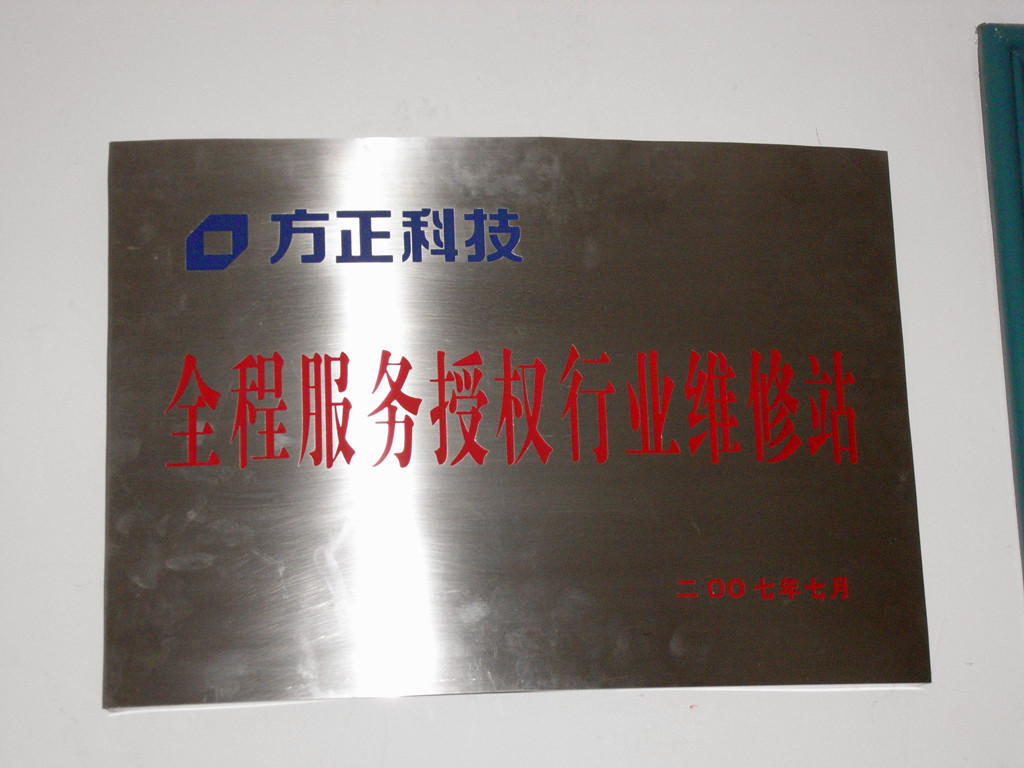 方正科技
全程服务授权行业维修站
二〇〇七年七月